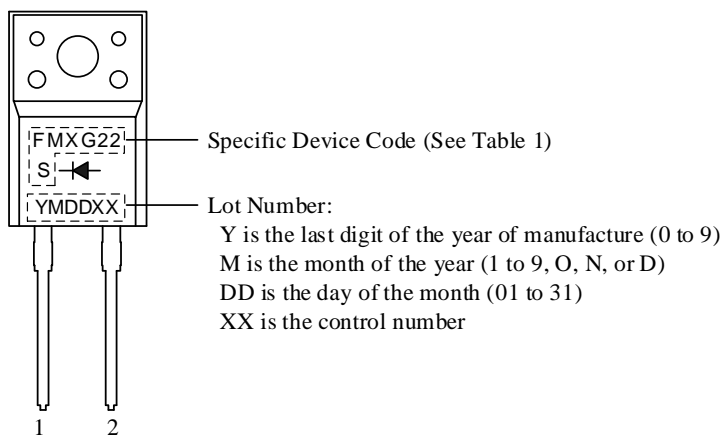 FMXG22
S
Specific Device Code (See Table 1)
YMDDXX
Lot Number:
Y is the last digit of the year of manufacture (0 to 9)
M is the month of the year (1 to 9, O, N, or D)
DD is the day of the month (01 to 31)
XX is the control number
1 2